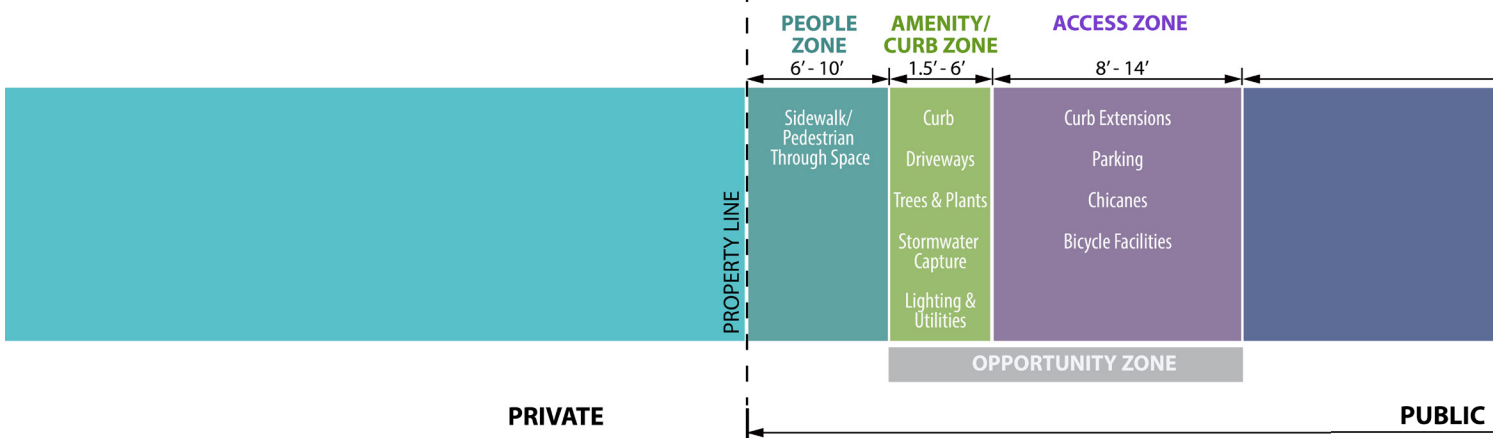 PEOPLE
ZONE
6’ - 10’
AMENITY/
CURB ZONE
1.5’ - 6’
ACCESS ZONE
8’ - 14’
PROPERTY LINE
Sidewalk/
Pedestrian
Through Space
Curb
Driveways
Trees & Plants
Stormwater
Capture
Lighting &
Utilities
Curb Extensions
Parking
Chicanes
Bicycle Facilities
OPPORTUNITY ZONE
PRIVATE
PUBLIC